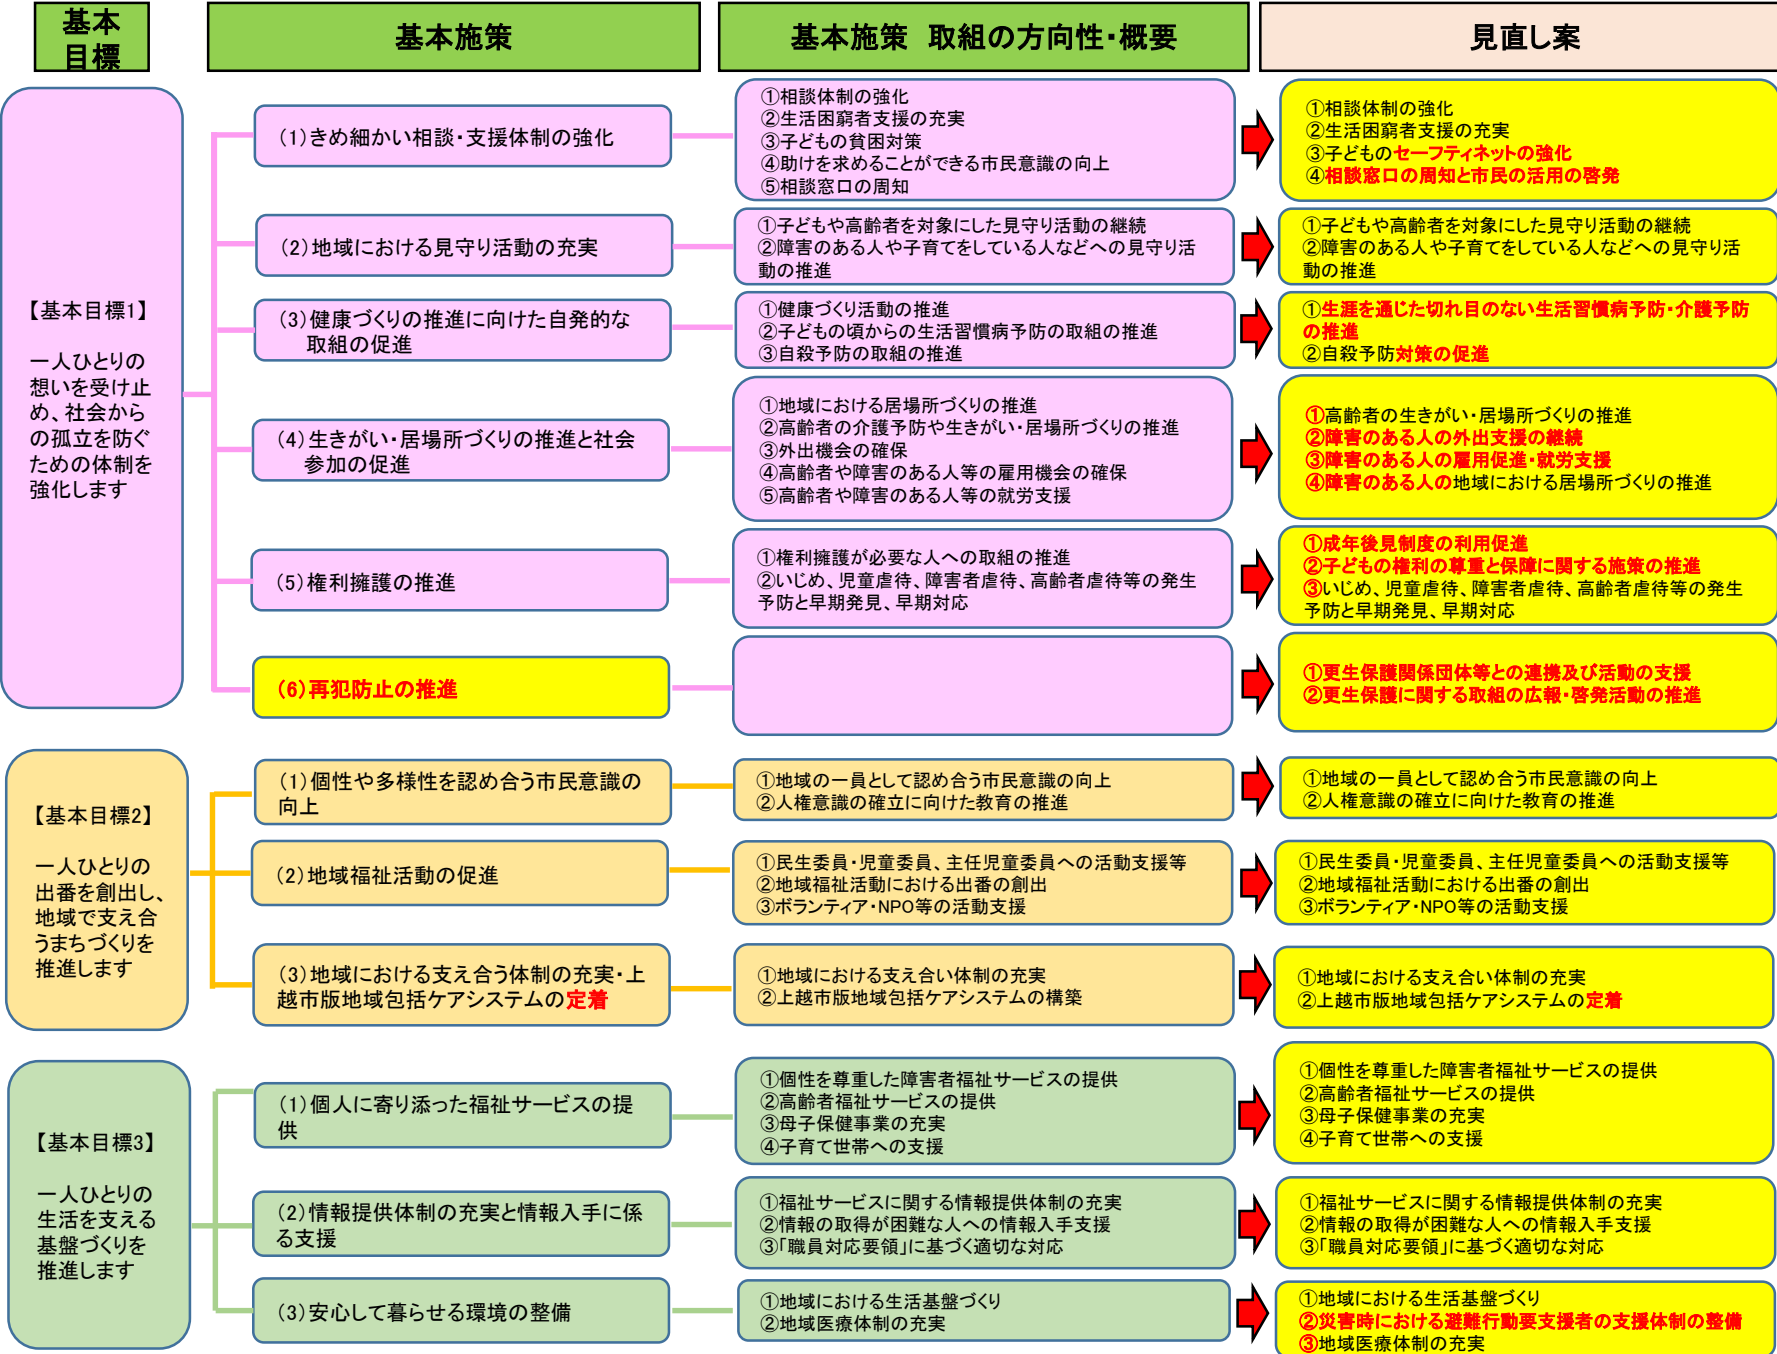 基本
目標
基本施策
基本施策 取組の方向性・概要
見直し案
【基本目標1】
一人ひとりの
想いを受け止
め、社会から
の孤立を防ぐ
ための体制を
強化します
(1)きめ細かい相談・支援体制の強化
①相談体制の強化
②生活困窮者支援の充実
③子どもの貧困対策
④助けを求めることができる市民意識の向上
⑤相談窓口の周知
①相談体制の強化
②生活困窮者支援の充実
③子どものセーフティネットの強化
④相談窓口の周知と市民の活用の啓発
(2)地域における見守り活動の充実
①子どもや高齢者を対象にした見守り活動の継続
②障害のある人や子育てをしている人などへの見守り活
動の推進
①子どもや高齢者を対象にした見守り活動の継続
②障害のある人や子育てをしている人などへの見守り活
動の推進
(3)健康づくりの推進に向けた自発的な
取組の促進
①健康づくり活動の推進
②子どもの頃からの生活習慣病予防の取組の推進
③自殺予防の取組の推進
①生涯を通じた切れ目のない生活習慣病予防・介護予防
の推進
②自殺予防対策の促進
(4)生きがい・居場所づくりの推進と社会
参加の促進
①地域における居場所づくりの推進
②高齢者の介護予防や生きがい・居場所づくりの推進
③外出機会の確保
④高齢者や障害のある人等の雇用機会の確保
⑤高齢者や障害のある人等の就労支援
①高齢者の生きがい・居場所づくりの推進
②障害のある人の外出支援の継続
③障害のある人の雇用促進・就労支援
④障害のある人の地域における居場所づくりの推進
(5)権利擁護の推進
①権利擁護が必要な人への取組の推進
②いじめ、児童虐待、障害者虐待、高齢者虐待等の発生
予防と早期発見、早期対応
①成年後見制度の利用促進
②子どもの権利の尊重と保障に関する施策の推進
③いじめ、児童虐待、障害者虐待、高齢者虐待等の発生
予防と早期発見、早期対応
(6)再犯防止の推進
①更生保護関係団体等との連携及び活動の支援
②更生保護に関する取組の広報・啓発活動の推進
【基本目標2】
一人ひとりの
出番を創出し、
地域で支え合
うまちづくりを
推進します
(1)個性や多様性を認め合う市民意識の
向上
①地域の一員として認め合う市民意識の向上
②人権意識の確立に向けた教育の推進
①地域の一員として認め合う市民意識の向上
②人権意識の確立に向けた教育の推進
(2)地域福祉活動の促進
①民生委員・児童委員、主任児童委員への活動支援等
②地域福祉活動における出番の創出
③ボランティア・NPO等の活動支援
①民生委員・児童委員、主任児童委員への活動支援等
②地域福祉活動における出番の創出
③ボランティア・NPO等の活動支援
(3)地域における支え合う体制の充実・上
越市版地域包括ケアシステムの定着
①地域における支え合い体制の充実
②上越市版地域包括ケアシステムの構築
①地域における支え合い体制の充実
②上越市版地域包括ケアシステムの定着
【基本目標3】
一人ひとりの
生活を支える
基盤づくりを
推進します
(1)個人に寄り添った福祉サービスの提
供
①個性を尊重した障害者福祉サービスの提供
②高齢者福祉サービスの提供
③母子保健事業の充実
④子育て世帯への支援
①個性を尊重した障害者福祉サービスの提供
②高齢者福祉サービスの提供
③母子保健事業の充実
④子育て世帯への支援
(2)情報提供体制の充実と情報入手に係
る支援
①福祉サービスに関する情報提供体制の充実
②情報の取得が困難な人への情報入手支援
③「職員対応要領」に基づく適切な対応
①福祉サービスに関する情報提供体制の充実
②情報の取得が困難な人への情報入手支援
③「職員対応要領」に基づく適切な対応
(3)安心して暮らせる環境の整備
①地域における生活基盤づくり
②地域医療体制の充実
①地域における生活基盤づくり
②災害時における避難行動要支援者の支援体制の整備
③地域医療体制の充実